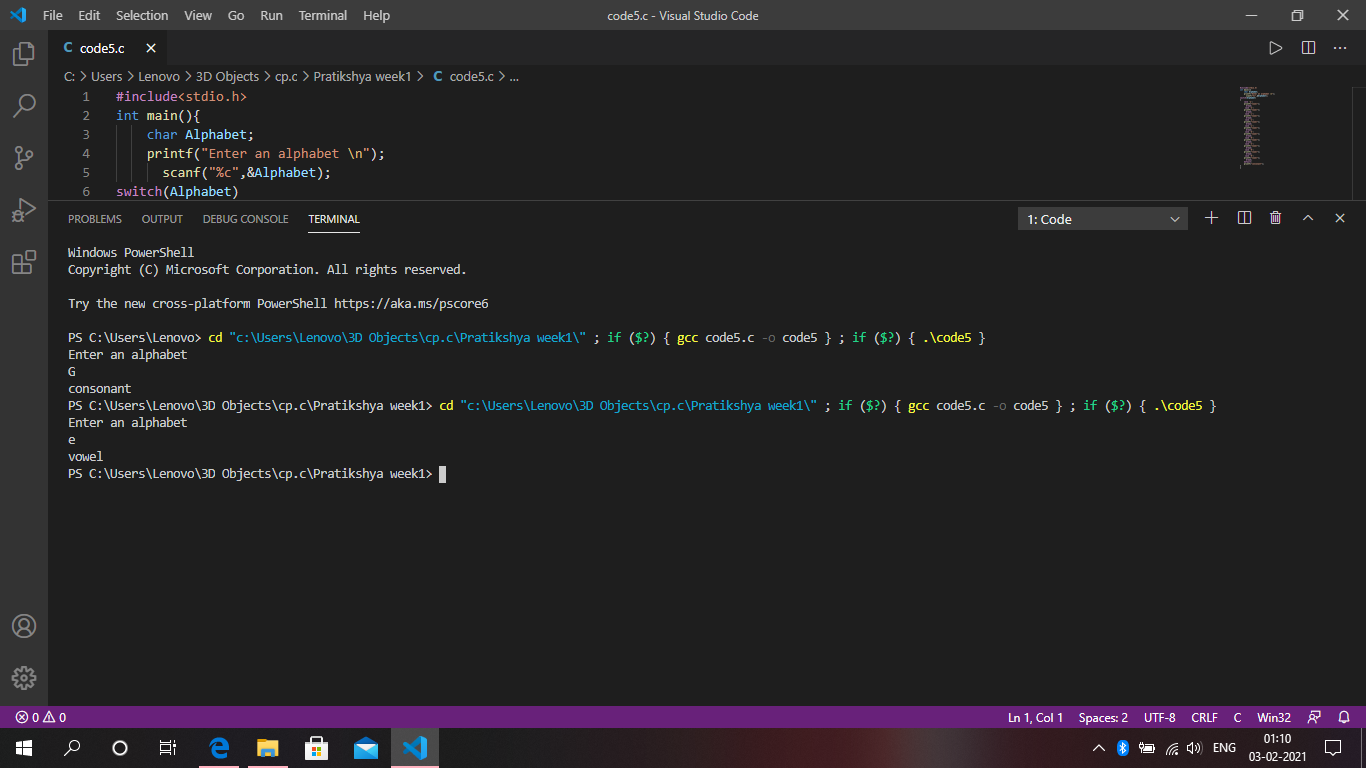 File Edit Selection View Go Run Terminal Help code5.c - Visual Studio Code
C code5.c
C: > Users > Lenovo > 3D Objects > cp.c > Pratikshya week1 > C code5.c > ...
1 #include<stdio.h>
2 int main(){
3 char Alphabet;
4 printf("Enter an alphabet \n");
5 scanf("%c",&Alphabet);
6 switch(Alphabet)
PROBLEMS OUTPUT DEBUG CONSOLE TERMINAL 1: Code
Windows PowerShell
Copyright (C) Microsoft Corporation. All rights reserved.
Try the new cross-platform PowerShell https://aka.ms/pscore6
PS C:\Users\Lenovo> cd "c:\Users\Lenovo\3D Objects\cp.c\Pratikshya week1\" ; if ($?) { gcc code5.c -o code5 } ; if ($?) { .\code5 }
Enter an alphabet
G
consonant
PS C:\Users\Lenovo\3D Objects\cp.c\Pratikshya week1> cd "c:\Users\Lenovo\3D Objects\cp.c\Pratikshya week1\" ; if ($?) { gcc code5.c -o code5 } ; if ($?) { .\code5 }
Enter an alphabet
e
vowel
PS C:\Users\Lenovo\3D Objects\cp.c\Pratikshya week1>
0 0 Ln 1, Col 1 Spaces: 2 UTF-8 CRLF C Win32
ENG 01:10
03-02-2021